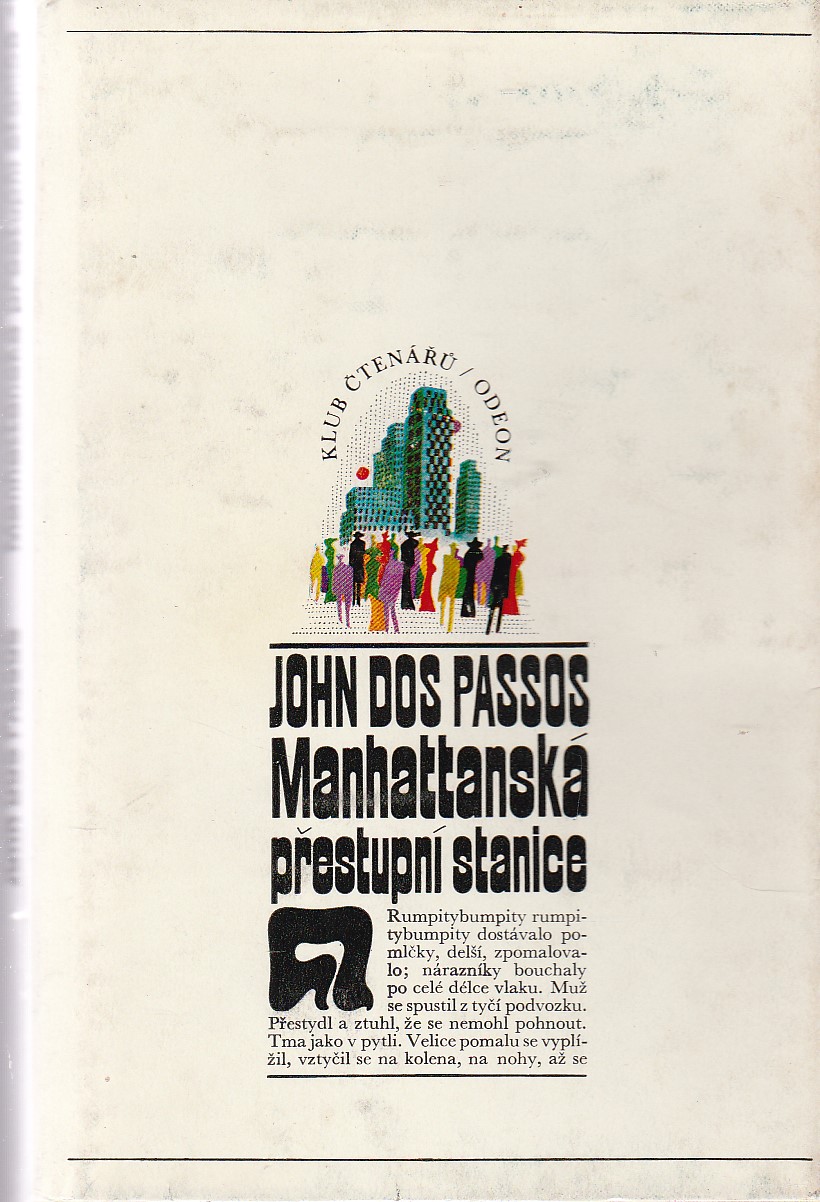 KLUB ČTENÁŘŮ / ODEON
JOHN DOS PASSOS
Manhattanská
přestupní stanice
Rumpitybumpity rumpi-
tybumpity dostávalo po-
mlčky, delší, zpomalova-
lo; nárazníky bouchaly
po celé délce vlaku. Muž
se spustil z tyčí podvozku.
Přestydl a ztuhl, že se nemohl pohnout.
Tma jako v pytli. Velice pomalu se vyplí-
žil, vztyčil se na kolena, na nohy, až se